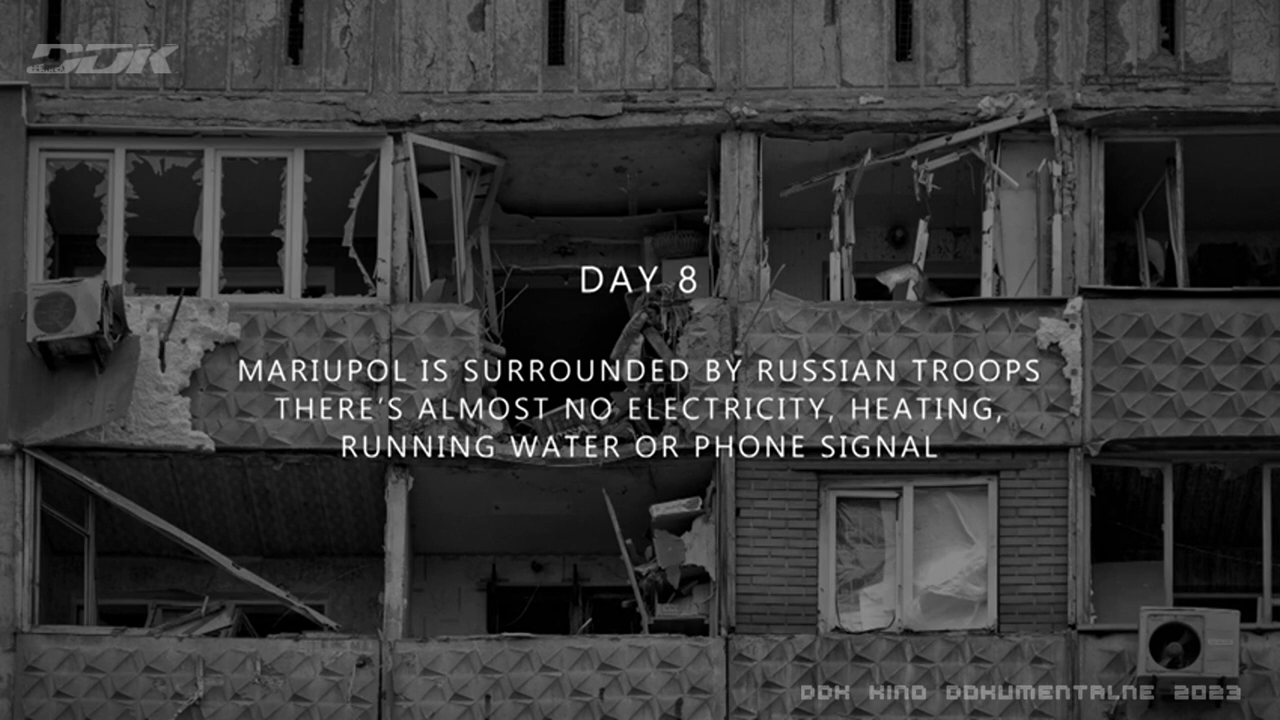 DDK
DAY 8
MARIUPOL IS SURROUNDED BY RUSSIAN TROOPS
THERE'S ALMOST NO ELECTRICITY, HEATING,
RUNNING WATER OR PHONE SIGNAL
DDK KINO DOKUMENTALNE 2023